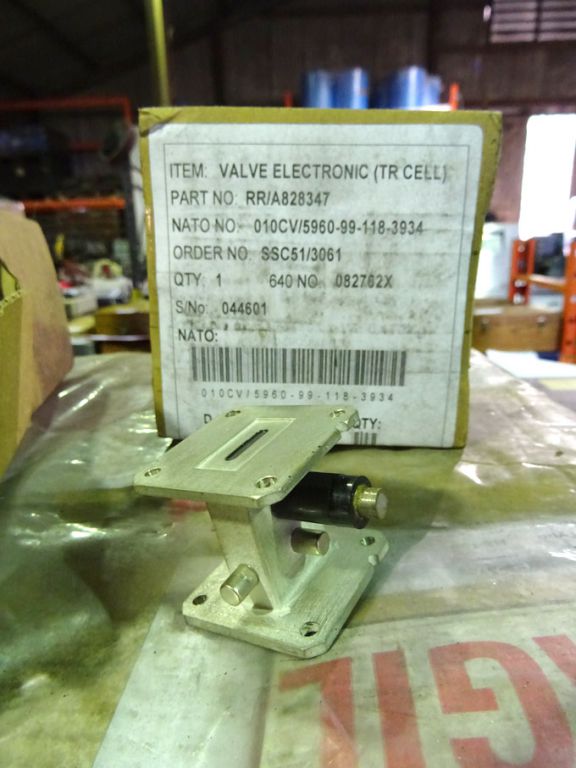 ITEM: VALVE ELECTRONIC (TR CELL)
PART NO: RR/A828347
NATO NO: 010CV/5960-99-118-3934
ORDER NO: SSC51/3061
QTY: 1 640 NO 082762X
S/No: 044601
NATO:
010CV/5960-99-118-3934
QTY: